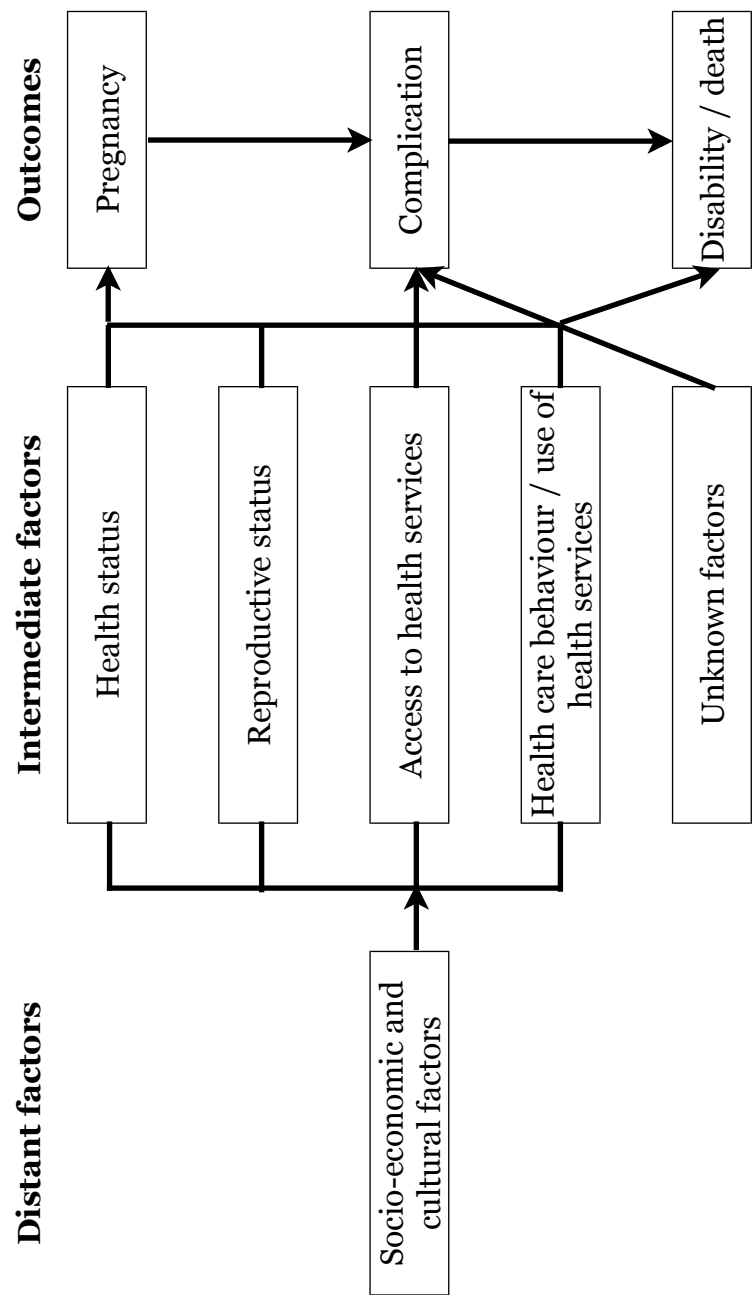 Distant factors
Intermediate factors
Outcomes
Socio-economic and
cultural factors
Health status
Reproductive status
Access to health services
Health care behaviour / use of
health services
Unknown factors
Pregnancy
Complication
Disability / death